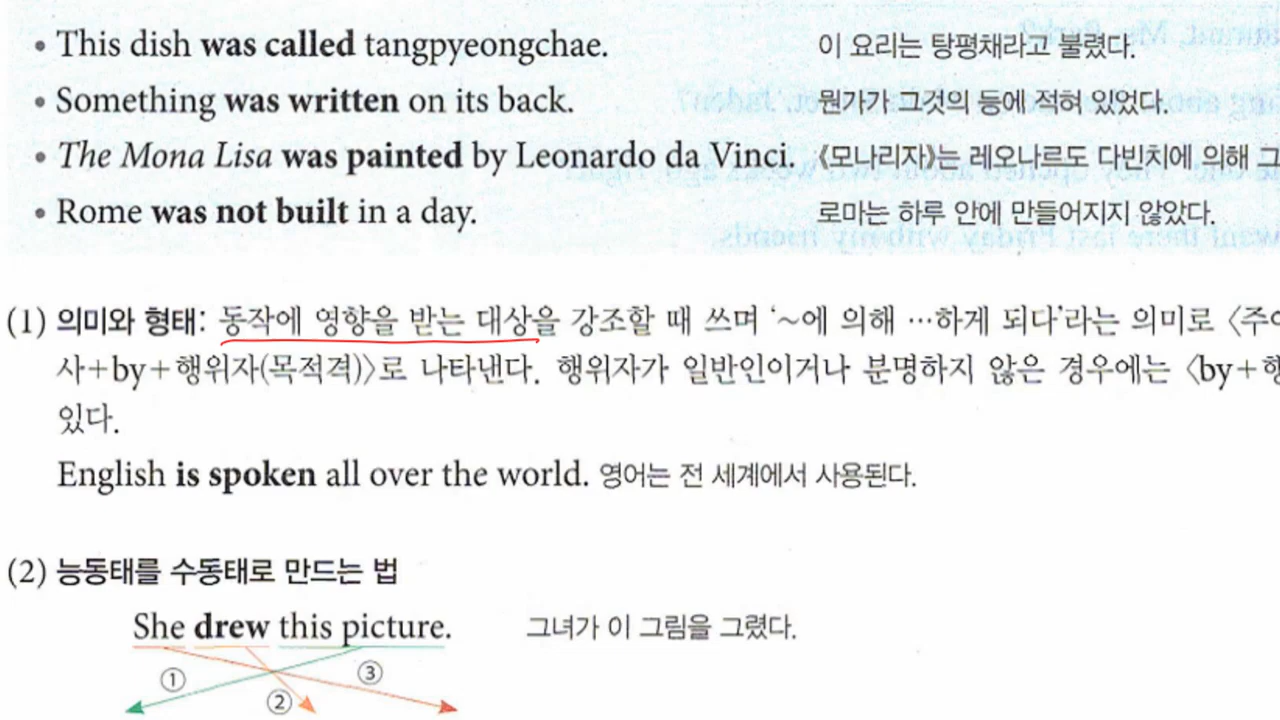 • This dish was called tangpyeongchae. 이 요리는 탕평채라고 불렸다.
• Something was written on its back. 뭔가가 그것의 등에 적혀 있었다.
• The Mona Lisa was painted by Leonardo da Vinci. 《모나리자》는 레오나르도 다빈치에 의해 그
• Rome was not built in a day. 로마는 하루 안에 만들어지지 않았다.
(1) 의미와 형태: 동작에 영향을 받는 대상을 강조할 때 쓰며 ‘~에 의해 …하게 되다’라는 의미로 〈주어
사+by+행위자(목적격)〉로 나타낸다. 행위자가 일반인이거나 분명하지 않은 경우에는 〈by+행
있다.
English is spoken all over the world. 영어는 전 세계에서 사용된다.
(2) 능동태를 수동태로 만드는 법
She drew this picture. 그녀가 이 그림을 그렸다.
① ③
②